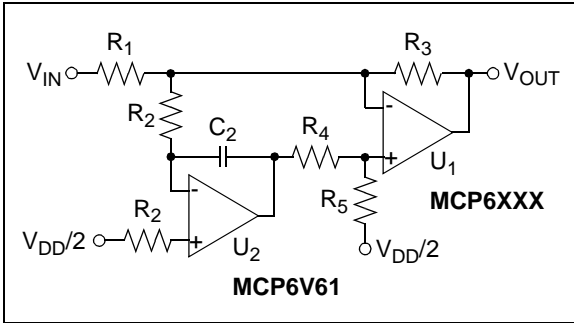 R1
R3
VIN
VOUT
R2
C2
R4
-
+
U1
-
R5
MCP6XXX
VDD/2
R2
+
U2
VDD/2
MCP6V61